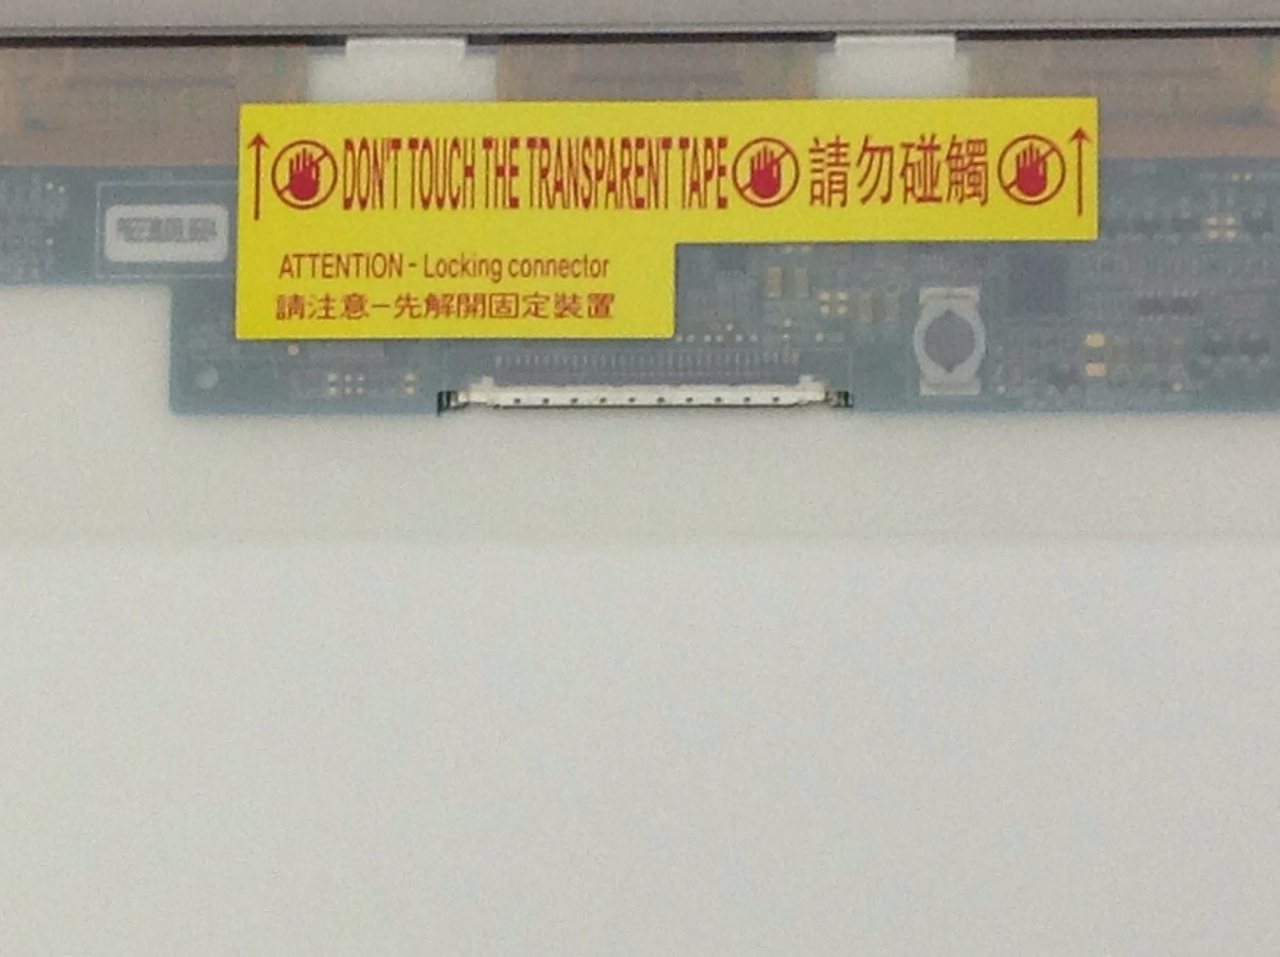 DON'T TOUCH THE TRANSPARENT TAPE 請勿碰觸
ATTENTION - Locking connector
請注意-先解開固定裝置